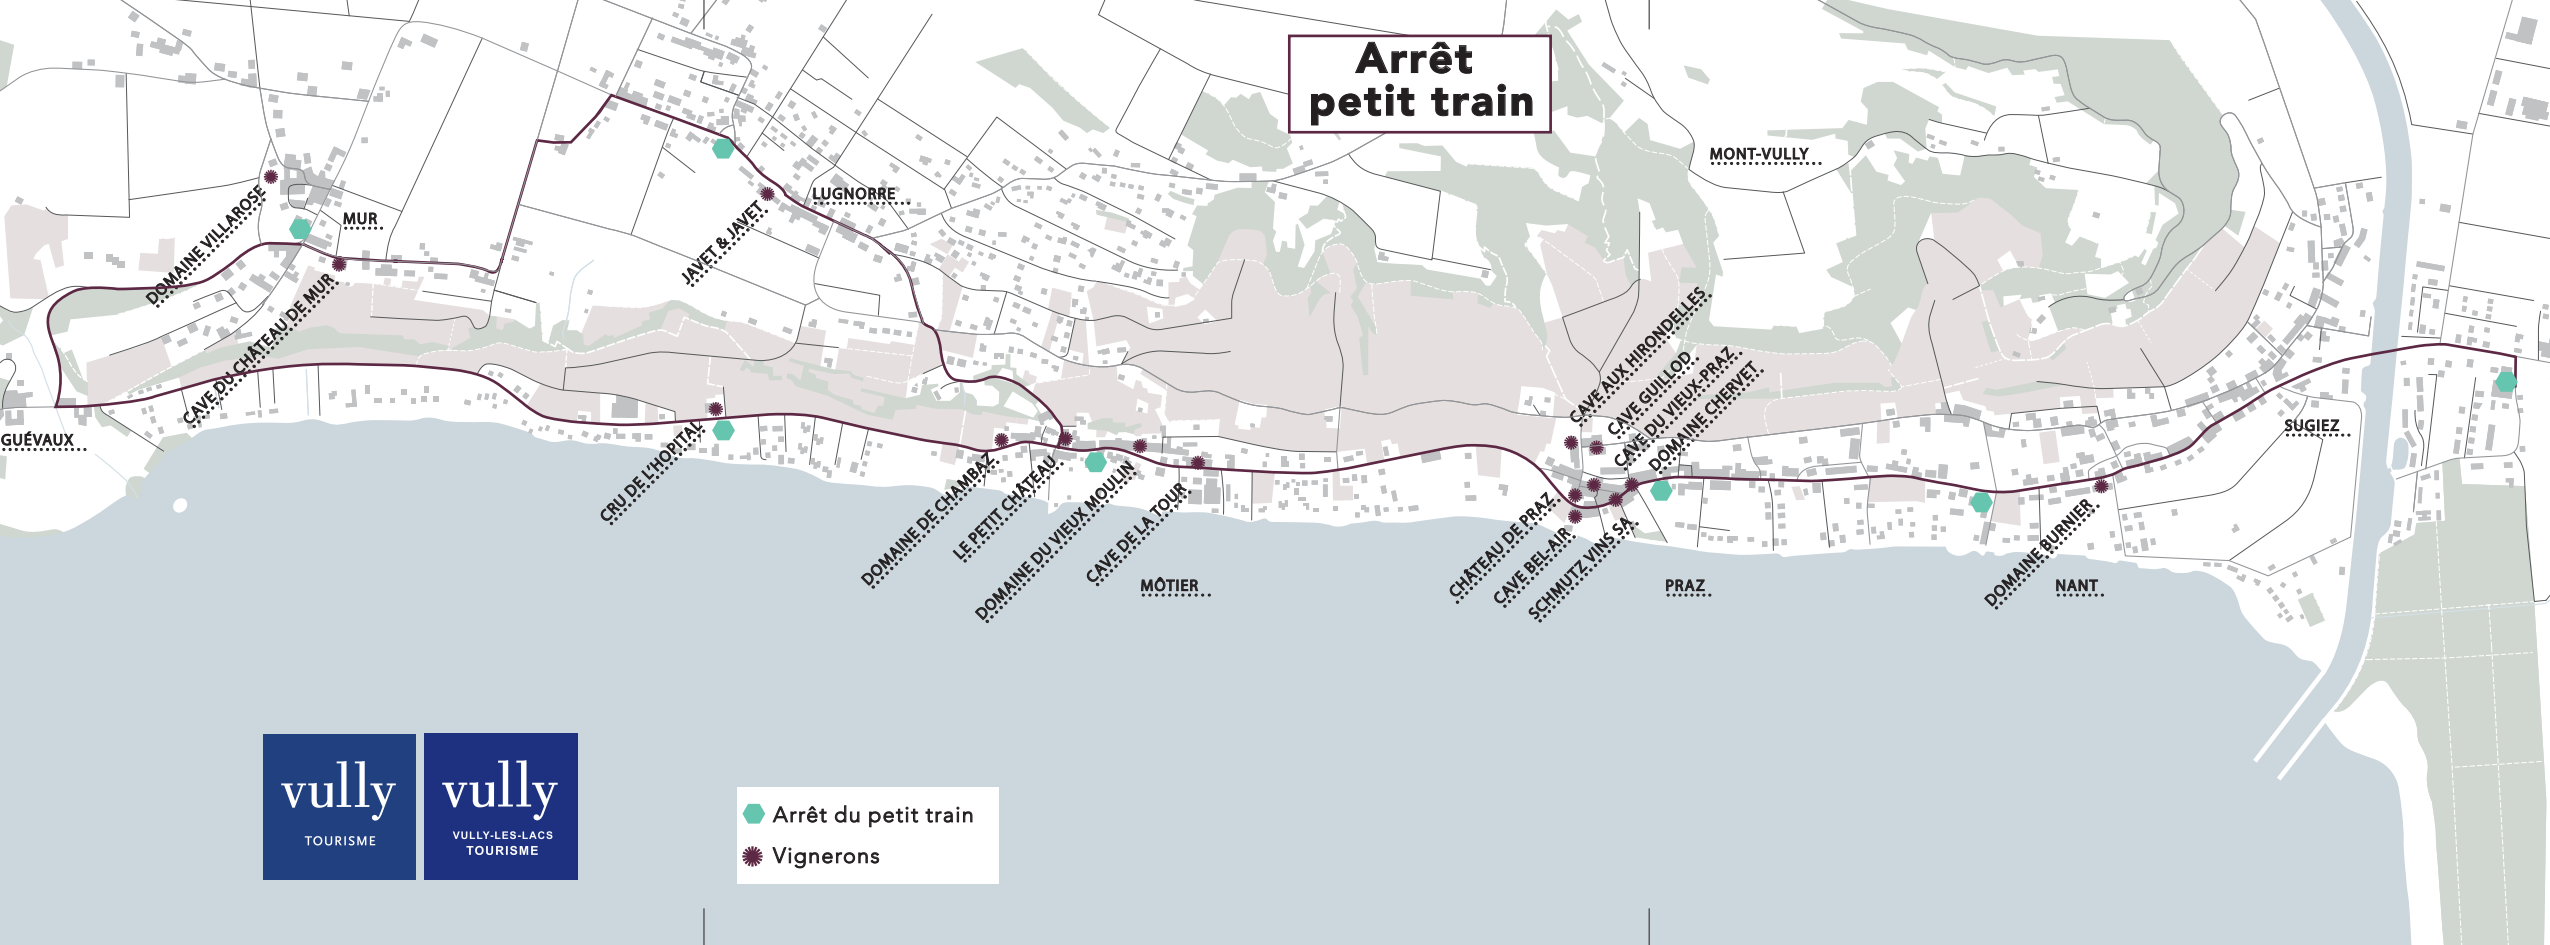 Arrêt
petit train
MONT-VULLY
DOMAINE VILLAROSE
MUR
LUGNORRE
JAVET & JAVET
CAVE DU CHÂTEAU DE MUR
GUÉVAUX
CRU DE L'HOPITAL
DOMAINE DE CHAMBAZ
LE PETIT CHÂTEAU
DOMAINE DU VIEUX MOULIN
CAVE DE LA TOUR
MÔTIER
CAVE AUX HIRONDELLES
CAVE GUILLOD
CAVE DU VIEUX-PRAZ
DOMAINE CHERVET
CHÂTEAU DE PRAZ
CAVE BEL-AIR
SCHMUTZ VINS SA
PRAZ
DOMAINE BURNIER
NANT
SUGIEZ
vully
TOURISME
vully
VULLY-LES-LACS
TOURISME
Arrêt du petit train
Vignerons